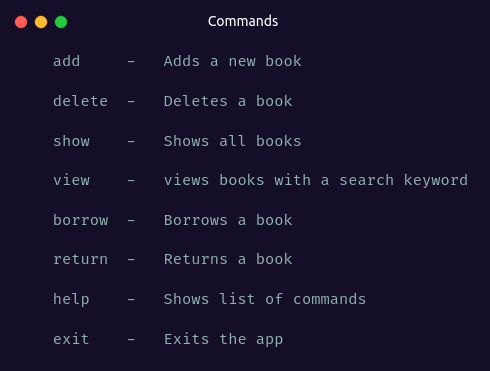 Commands
add – Adds a new book
delete – Deletes a book
show – Shows all books
view – views books with a search keyword
borrow – Borrows a book
return – Returns a book
help – Shows list of commands
exit – Exits the app